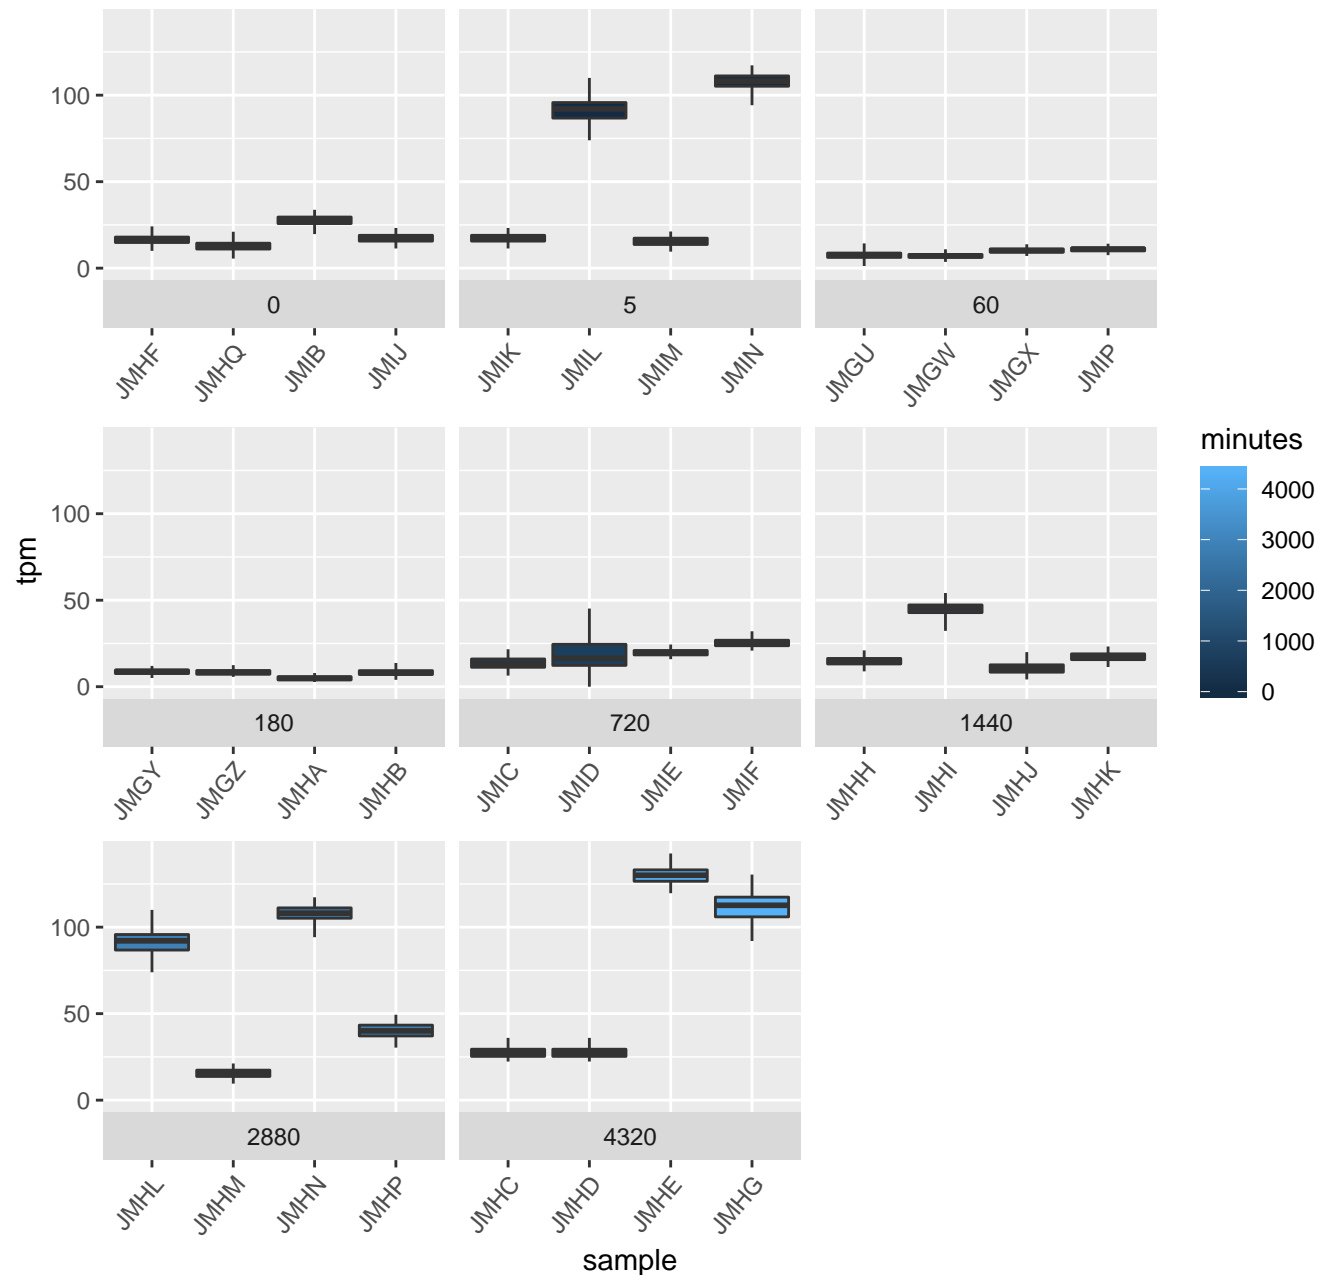 100
50
0
0
5
60
JMHF
JMHQ
JMIB
JMIJ
JMIK
JMIL
JMIM
JMIN
JMGU
JMGW
JMGX
JMIP
tpm
100
50
0
180
720
1440
JMGY
JMGZ
JMHA
JMHB
JMIC
JMID
JMIE
JMIF
JMHH
JMHI
JMHJ
JMHK
minutes
4000
3000
2000
1000
0
100
50
0
2880
4320
JMHL
JMHM
JMHN
JMHP
JMHC
JMHD
JMHE
JMHG
sample